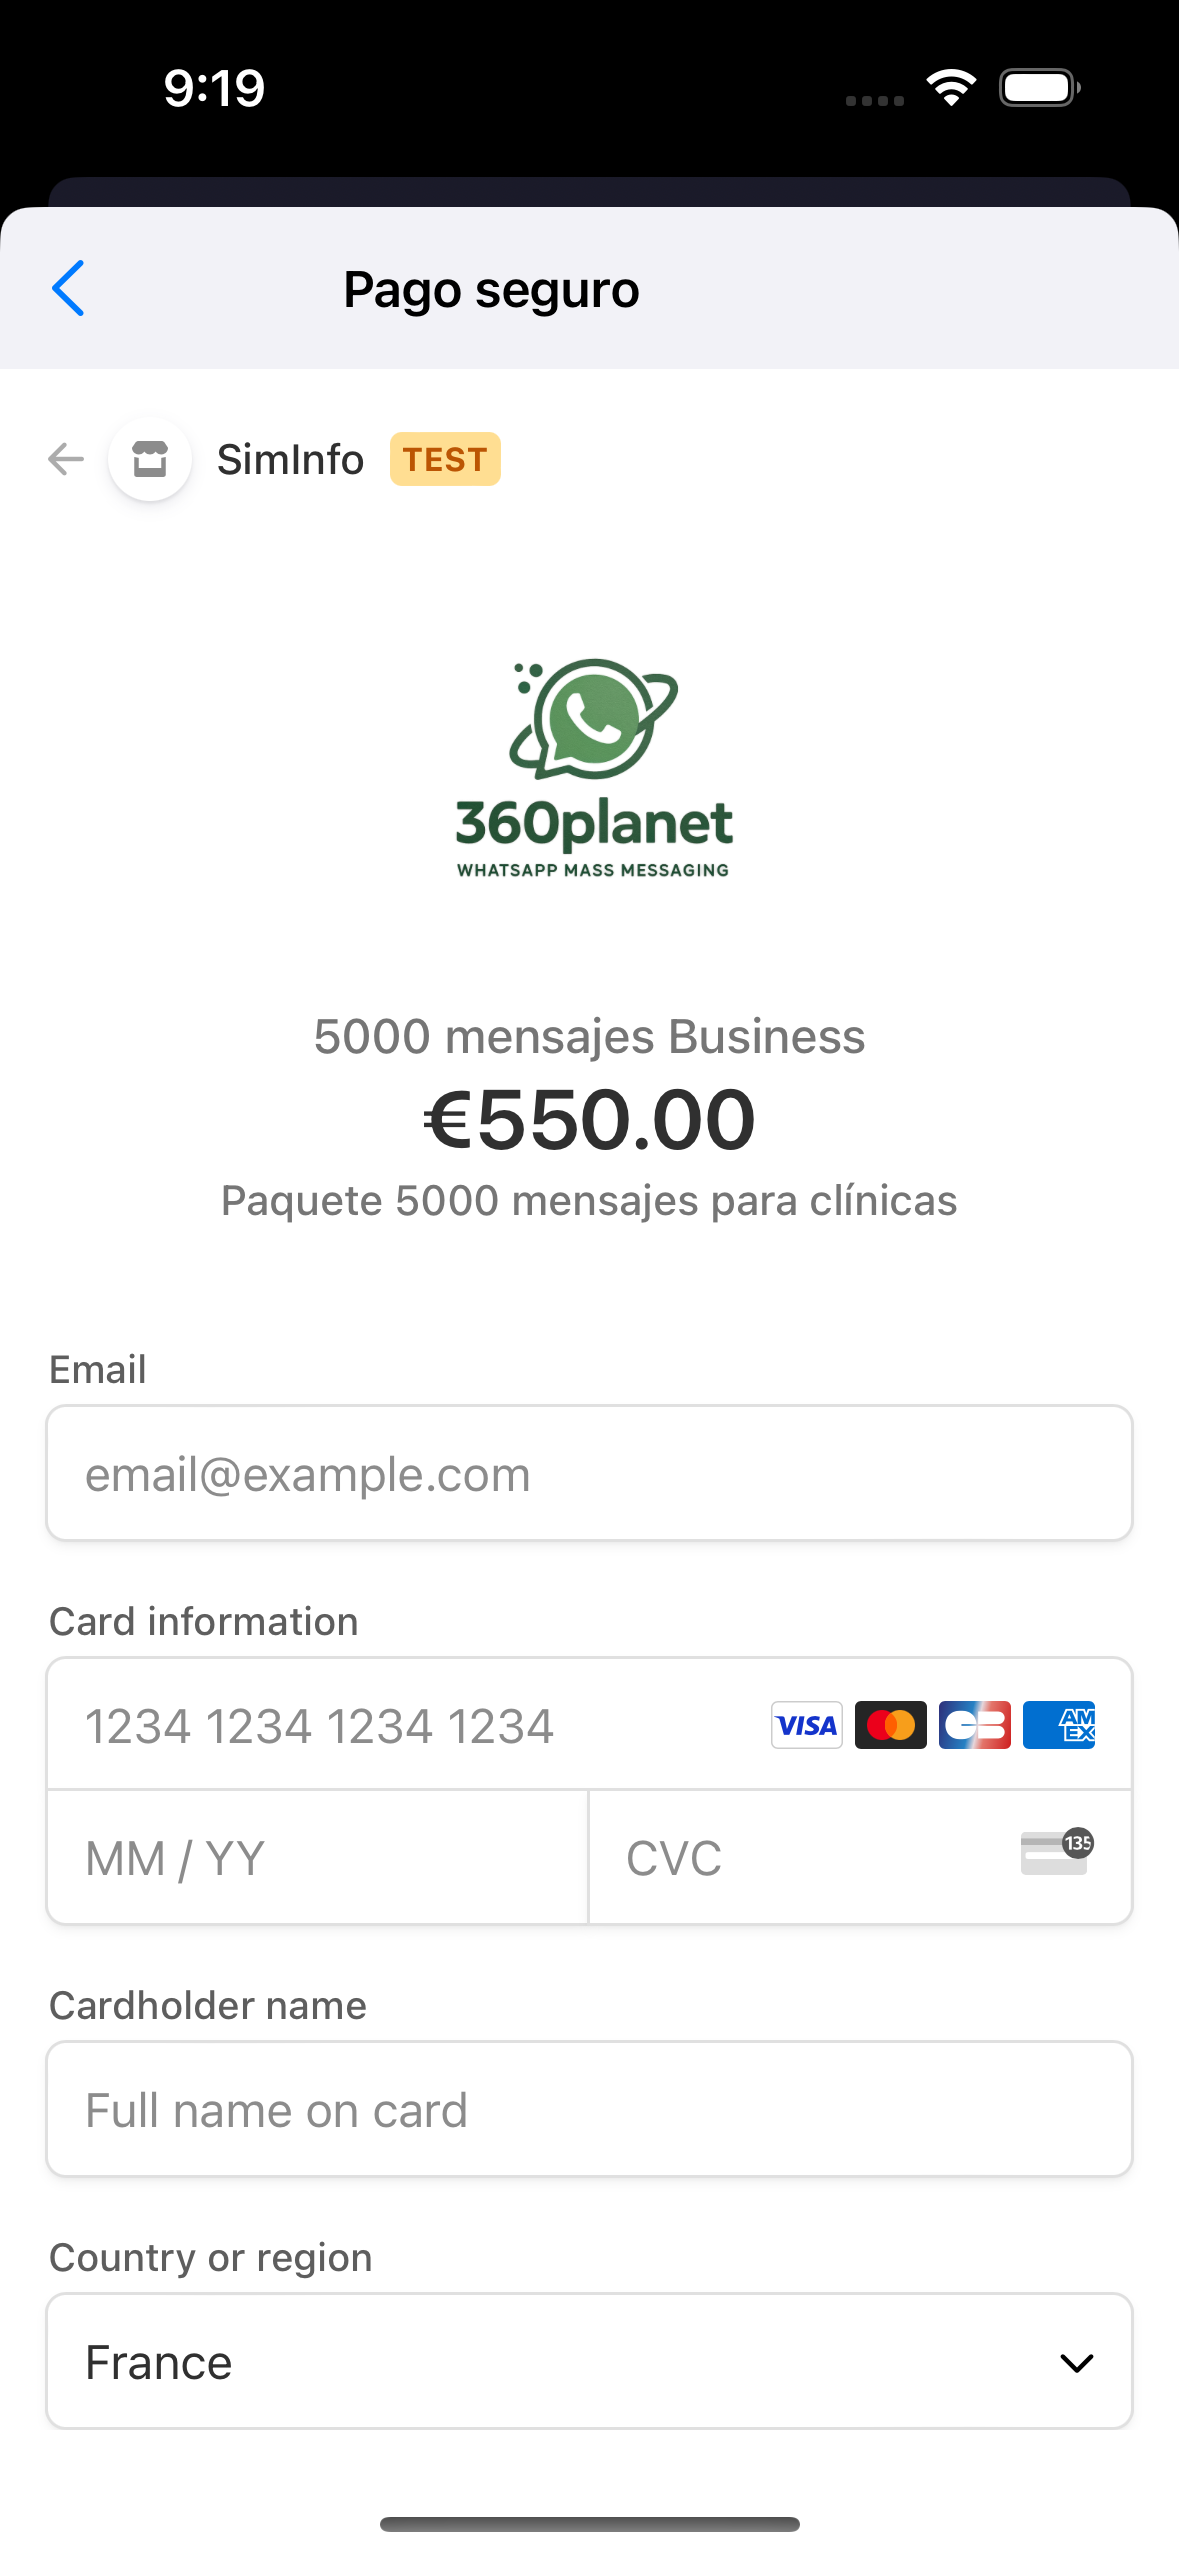 9:19
Pago seguro
SimInfo TEST
360planet
WHATSAPP MASS MESSAGING
5000 mensajes Business
€550.00
Paquete 5000 mensajes para clínicas
Email
email@example.com
Card information
1234 1234 1234 1234 VISA AM EX
MM / YY CVC 135
Cardholder name
Full name on card
Country or region
France